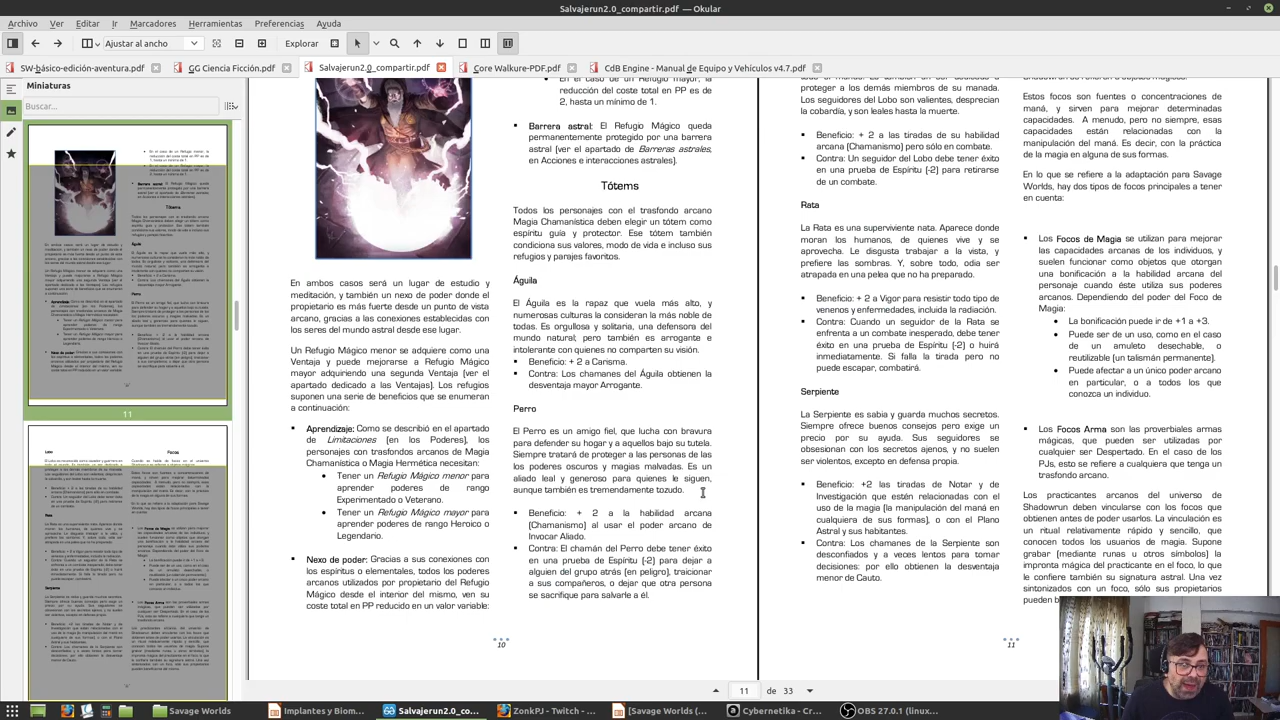 Salvajerun2.0_compartir.pdf — Okular
Archivo Ver Editar Ir Marcadores Herramientas Preferencias Ayuda
Ajustar al ancho
Explorar
SW-básico-edición-aventura.pdf
GG Ciencia Ficción.pdf
Salvajerun2.0_compartir.pdf
Core Walkure-PDF.pdf
CdB Engine - Manual de Equipo y Vehículos v4.7.pdf
Miniaturas
Buscar...
11
En ambos casos será un lugar de estudio y
meditación, y también un nexo de poder donde el
propietario es más fuerte desde un punto de vista
arcano, gracias a las conexiones establecidas con
los seres del mundo astral desde ese lugar.
Un Refugio Mágico menor se adquiere como una
Ventaja y puede mejorarse a Refugio Mágico
mayor adquiriendo una segunda Ventaja (ver el
apartado dedicado a las Ventajas). Los refugios
suponen una serie de beneficios que se enumeran
a continuación:
Aprendizaje: Como se describió en el apartado
de Limitaciones (en los Poderes), los
personajes con trasfondos arcanos de Magia
Chamanística o Magia Hermética necesitan:
Tener un Refugio Mágico menor para
aprender poderes de rango
Experimentado o Veterano.
Tener un Refugio Mágico mayor para
aprender poderes de rango Heroico o
Legendario.
Nexo de poder: Gracias a sus conexiones con
los espíritus o elementales, todos los poderes
arcanos utilizados por propietario del Refugio
Mágico desde el interior del mismo, ven su
coste total en PP reducido en un valor variable:
En el caso de un Refugio mayor, la
reducción del coste total en PP es de
2, hasta un mínimo de 1.
Barrera astral: El Refugio Mágico queda
permanentemente protegido por una barrera
astral (ver el apartado de Barreras astrales,
en Acciones e interacciones astrales).
Tótems
Todos los personajes con el trasfondo arcano
Magia Chamanística deben elegir un tótem como
espíritu guía y protector. Ese tótem también
condiciona sus valores, modo de vida e incluso sus
refugios y parajes favoritos.
Águila
El Águila es la rapaz que vuela más alto, y
numerosas culturas la consideran la más noble de
todas. Es orgullosa y solitaria, una defensora del
mundo natural pero también es arrogante e
intolerante con quienes no comparten su visión.
Beneficio: + 2 a Carisma.
Contra: Los chamanes del Águila obtienen la
desventaja mayor Arrogante.
Perro
El Perro es un amigo fiel, que lucha con bravura
para defender su hogar y a aquellos bajo su tutela.
Siempre tratará de proteger a las personas de las
los poderes oscuros y magias malvadas. Es un
aliado leal y generoso para quienes le siguen,
aunque también es tremendamente tozudo.
Beneficio: + 2 a la habilidad arcana
(Chamanismo) al usar del poder arcano de
Invocar Aliado.
Contra: El chamán del Perro debe tener éxito
en una prueba de Espíritu (-2) para dejar a
alguien del grupo atrás (en peligro), traicionar
a sus compañeros, o dejar que otra persona
se sacrifique para salvarle a él.
10
proteger a los demás miembros de su manada.
Los seguidores del Lobo son valientes, desprecian
la cobardía, y son leales hasta la muerte.
Beneficio: + 2 a las tiradas de su habilidad
arcana (Chamanismo) pero sólo en combate.
Contra: Un seguidor del Lobo debe tener éxito
en una prueba de Espíritu (-2) para retirarse
de un combate.
Rata
La Rata es una superviviente nata. Aparece donde
moran los humanos, de quienes vive y se
aprovecha. Le disgusta trabajar a la vista, y
prefiere las sombras. Y, sobre todo, odia ser
atrapada en una pelea que no ha preparado.
Beneficio: + 2 a Vigor para resistir todo tipo de
venenos y enfermedades, incluida la radiación.
Contra: Cuando un seguidor de la Rata se
enfrenta a un combate inesperado, debe tener
éxito en una prueba de Espíritu (-2) o huirá
inmediatamente. Si falla la tirada pero no
puede escapar, combatirá.
Serpiente
La Serpiente es sabia y guarda muchos secretos.
Siempre ofrece buenos consejos pero exige un
precio por su ayuda. Sus seguidores se
obsesionan con los secretos ajenos, y no suelen
ser violentos, excepto en defensa propia.
Beneficio: +2 a las tiradas de Notar y de
Investigación que están relacionadas con el
uso de la magia (la manipulación del maná en
cualquiera de sus formas), o con el Plano
Astral y sus habitantes.
Contra: Los chamanes de la Serpiente son
desconfiados y a veces lentos para tomar
decisiones: por ello obtienen la desventaja
menor de Cauto.
Estos focos son fuentes o concentraciones de
maná, y sirven para mejorar determinadas
capacidades. A menudo, pero no siempre, esas
capacidades están relacionadas con la
manipulación del maná. Es decir, con la práctica
de la magia en alguna de sus formas.
En lo que se refiere a la adaptación para Savage
Worlds, hay dos tipos de focos principales a tener
en cuenta:
Los Focos de Magia se utilizan para mejorar
las capacidades arcanas de los individuos, y
suelen funcionar como objetos que otorgan
una bonificación a la habilidad arcana del
personaje cuando éste utiliza sus poderes
arcanos. Dependiendo del poder del Foco de
Magia:
La bonificación puede ir de +1 a +3.
Puede ser de un uso, como en el caso
de un amuleto desechable, o
reutilizable (un talismán permanente).
Puede afectar a un único poder arcano
en particular, o a todos los que
conozca un individuo.
Los Focos Arma son las proverbiales armas
mágicas, que pueden ser utilizadas por
cualquier ser Despertado. En el caso de los
PJs, esto se refiere a cualquiera que tenga un
trasfondo arcano.
Los practicantes arcanos del universo de
Shadowrun deben vincularse con los focos que
obtienen antes de poder usarlos. La vinculación es
un ritual relativamente rápido y sencillo, que
conocen todos los usuarios de magia. Supone
grabar (mediante runas u otros símbolos) la
impronta mágica del practicante en el foco, lo que
le confiere también su signatura astral. Una vez
sintonizados con un foco, sólo sus propietarios
pueden
11
11 de 33
Savage Worlds
Implantes y Biom...
Salvajerun2.0_co...
ZonkPJ - Twitch - ...
[Savage Worlds (...
Cybernetika - Cr...
OBS 27.0.1 (linux...